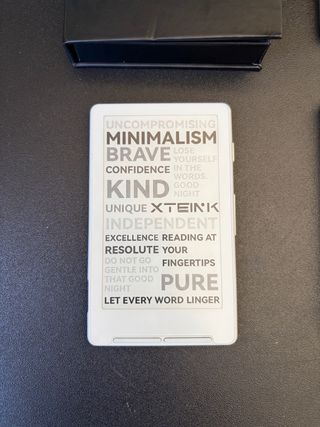 UNCOMPROMISING
MINIMALISM
BRAVE
LOSE
YOURSELF
IN THE
WORDS.
GOOD
NIGHT
CONFIDENCE
KIND
UNIQUE XTEINK
INDEPENDENT
EXCELLENCE
RESOLUTE
READING AT
YOUR
FINGERTIPS
DO NOT GO
GENTLE INTO
THAT GOOD
NIGHT
PURE
LET EVERY WORD LINGER